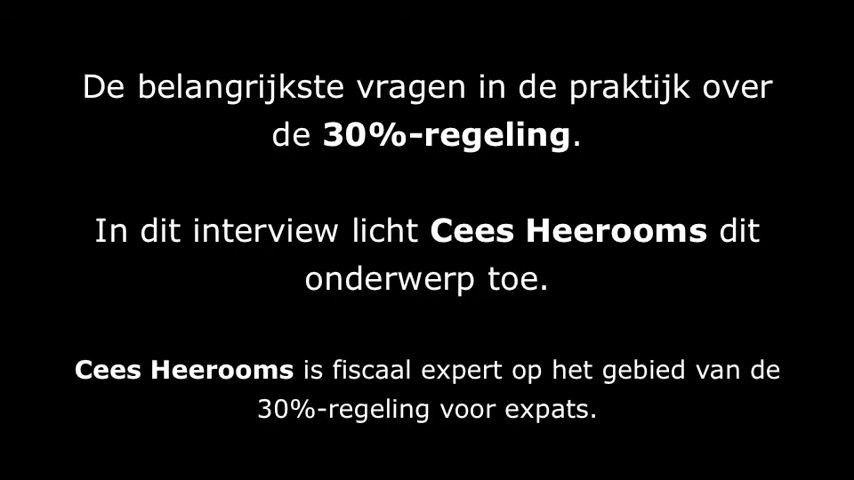 De belangrijkste vragen in de praktijk over
de 30%-regeling.
In dit interview licht Cees Heerooms dit
onderwerp toe.
Cees Heerooms is fiscaal expert op het gebied van de
30%-regeling voor expats.